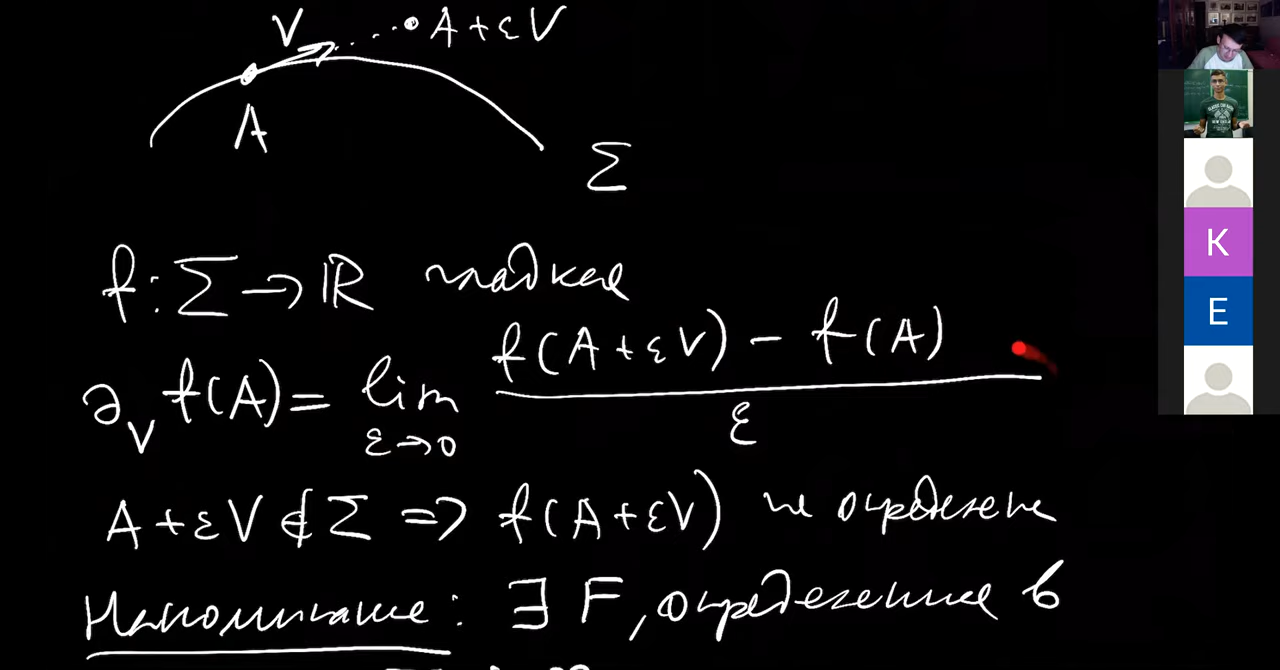 V A + εV
A
Σ
f: Σ → ℝ гладкая
∂_V f(A) = lim_{ε→0} (f(A + εV) − f(A)) / ε
A + εV ∉ Σ ⇒ f(A + εV) не определена
Напоминание: ∃ F, определенная в
K
E